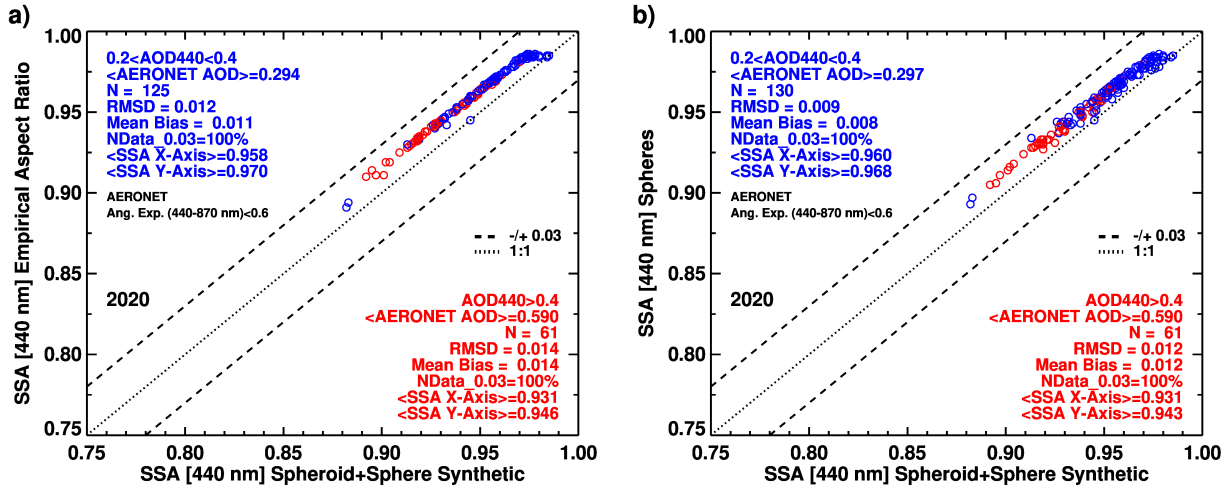 a)
1.00
0.95
0.90
0.85
0.80
0.75
SSA [440 nm] Empirical Aspect Ratio
0.2<AOD440<0.4
<AERONET AOD>=0.294
N = 125
RMSD = 0.012
Mean Bias = 0.011
NData_0.03=100%
<SSA X-Axis>=0.958
<SSA Y-Axis>=0.970
AERONET
Ang. Exp. (440-870 nm)<0.6
-/+ 0.03
1:1
2020
AOD440>0.4
<AERONET AOD>=0.590
N = 61
RMSD = 0.014
Mean Bias = 0.014
NData_0.03=100%
<SSA X-Axis>=0.931
<SSA Y-Axis>=0.946
0.75 0.80 0.85 0.90 0.95 1.00
SSA [440 nm] Spheroid+Sphere Synthetic
b)
1.00
0.95
0.90
0.85
0.80
0.75
SSA [440 nm] Spheres
0.2<AOD440<0.4
<AERONET AOD>=0.297
N = 130
RMSD = 0.009
Mean Bias = 0.008
NData_0.03=100%
<SSA X-Axis>=0.960
<SSA Y-Axis>=0.968
AERONET
Ang. Exp. (440-870 nm)<0.6
-/+ 0.03
1:1
2020
AOD440>0.4
<AERONET AOD>=0.590
N = 61
RMSD = 0.012
Mean Bias = 0.012
NData_0.03=100%
<SSA X-Axis>=0.931
<SSA Y-Axis>=0.943
0.75 0.80 0.85 0.90 0.95 1.00
SSA [440 nm] Spheroid+Sphere Synthetic